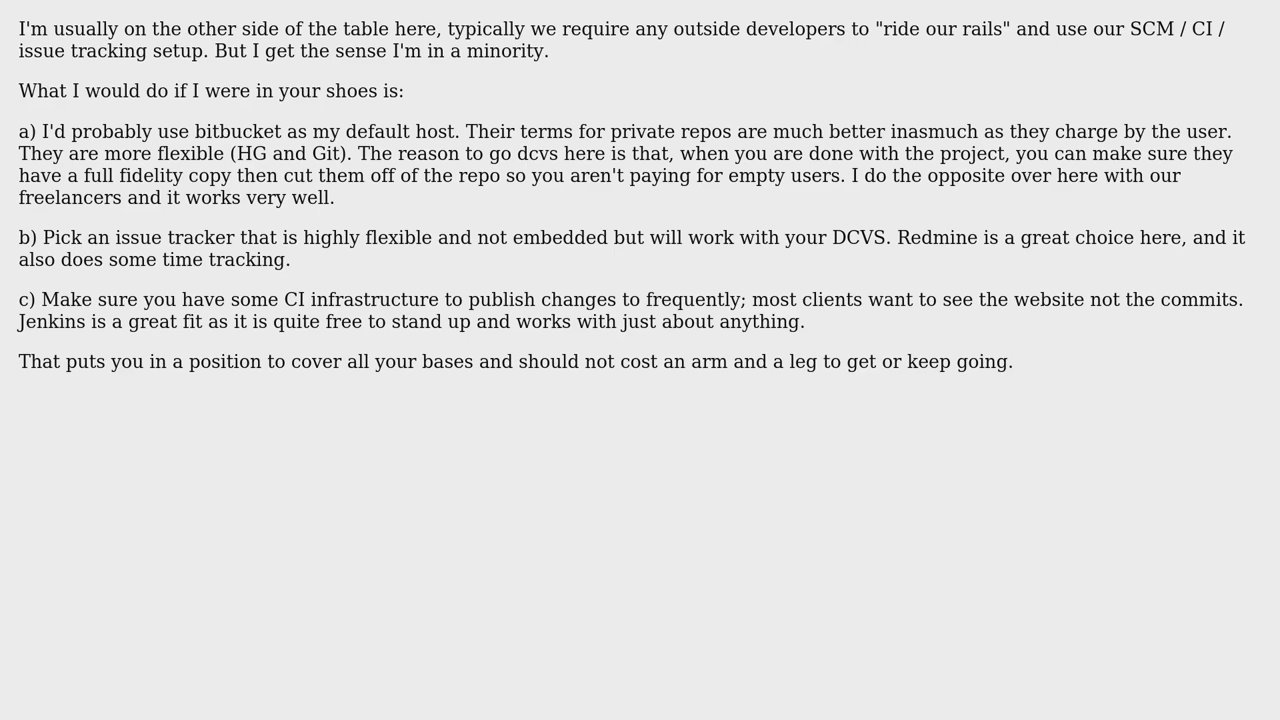 I'm usually on the other side of the table here, typically we require any outside developers to "ride our rails" and use our SCM / CI /
issue tracking setup. But I get the sense I'm in a minority.
What I would do if I were in your shoes is:
a) I'd probably use bitbucket as my default host. Their terms for private repos are much better inasmuch as they charge by the user.
They are more flexible (HG and Git). The reason to go dcvs here is that, when you are done with the project, you can make sure they
have a full fidelity copy then cut them off of the repo so you aren't paying for empty users. I do the opposite over here with our
freelancers and it works very well.
b) Pick an issue tracker that is highly flexible and not embedded but will work with your DCVS. Redmine is a great choice here, and it
also does some time tracking.
c) Make sure you have some CI infrastructure to publish changes to frequently; most clients want to see the website not the commits.
Jenkins is a great fit as it is quite free to stand up and works with just about anything.
That puts you in a position to cover all your bases and should not cost an arm and a leg to get or keep going.